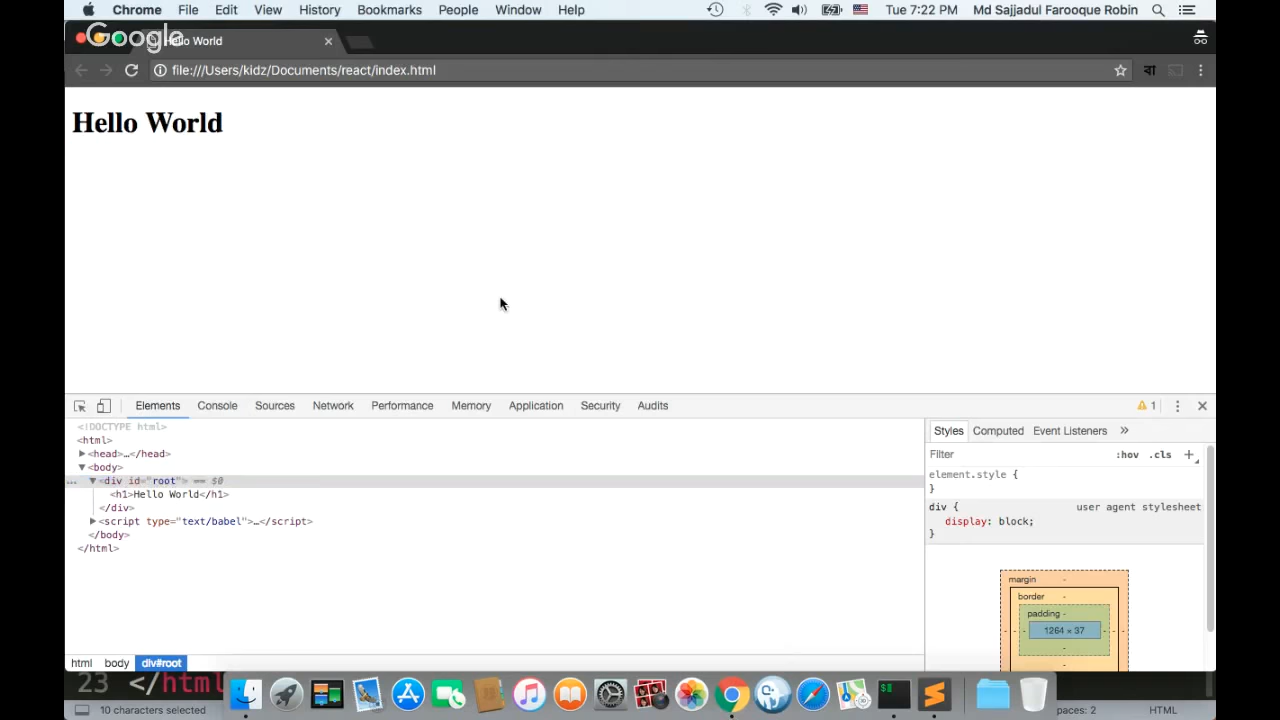 Chrome File Edit View History Bookmarks People Window Help Tue 7:22 PM Md Sajjadul Farooque Robin
Google
Hello World
file:///Users/kidz/Documents/react/index.html বা
Hello World
Elements Console Sources Network Performance Memory Application Security Audits 1
<!DOCTYPE html>
<html>
<head>…</head>
<body>
… <div id="root"> == $0
<h1>Hello World</h1>
</div>
<script type="text/babel">…</script>
</body>
</html>
html body div#root
Styles Computed Event Listeners »
Filter :hov .cls +
element.style {
}
div { user agent stylesheet
display: block;
}
margin -
border -
padding -
- - - 1264 × 37 - - -
-
-
23 </html
10 characters selected paces: 2 HTML